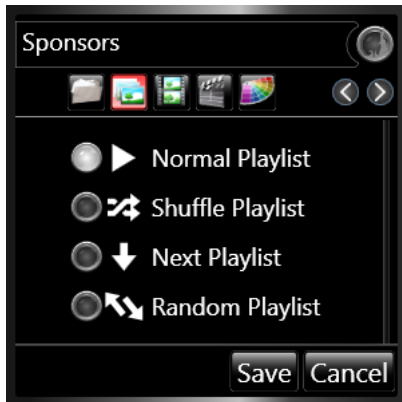 Sponsors
Normal Playlist
Shuffle Playlist
Next Playlist
Random Playlist
Save Cancel